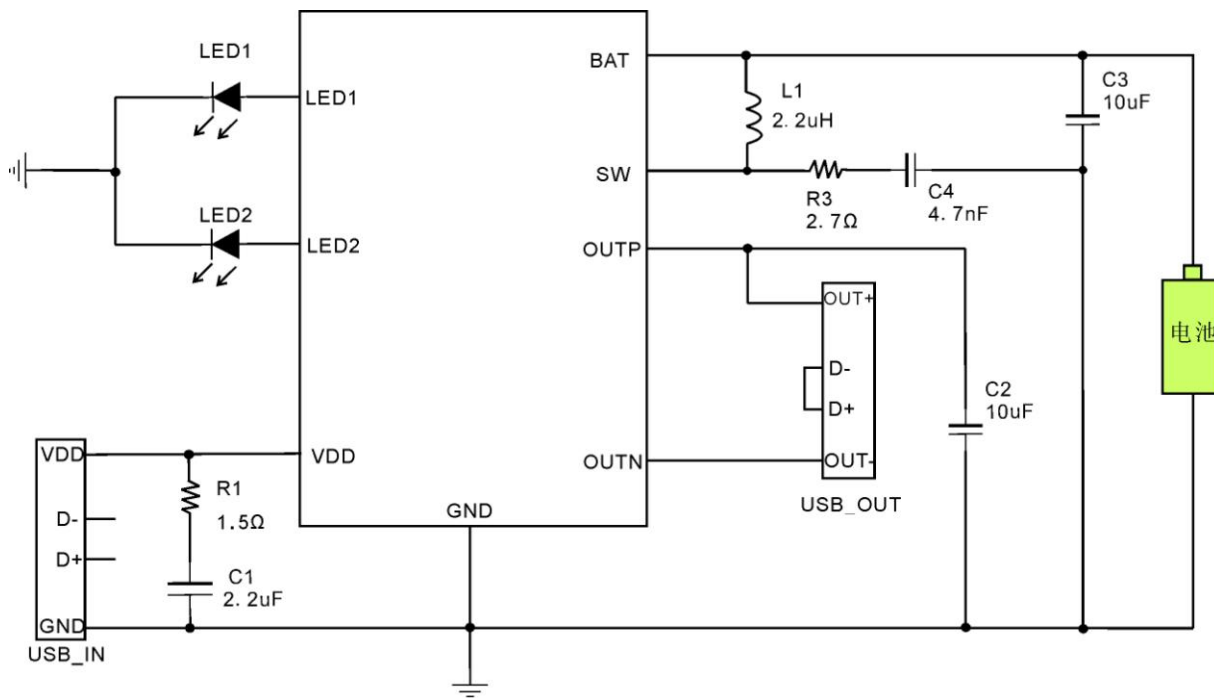 LED1
LED1
LED2
LED2
VDD
D-
D+
GND
USB_IN
R1
1.5Ω
C1
2.2uF
VDD
GND
BAT
SW
OUTP
OUTN
L1
2.2uH
R3
2.7Ω
C4
4.7nF
C3
10uF
OUT+
D-
D+
OUT-
USB_OUT
C2
10uF
电池